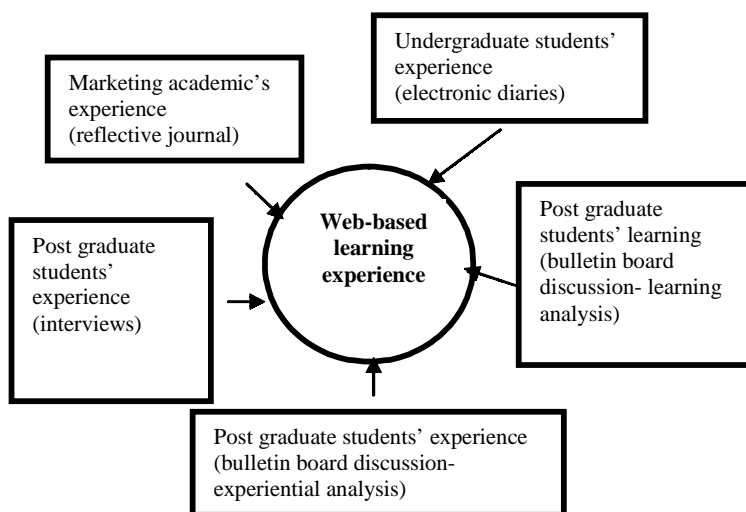 Undergraduate students’
experience
(electronic diaries)
Marketing academic’s
experience
(reflective journal)
Web-based
learning
experience
Post graduate
students’ learning
(bulletin board
discussion- learning
analysis)
Post graduate
students’
experience
(interviews)
Post graduate students’ experience
(bulletin board discussion-
experiential analysis)